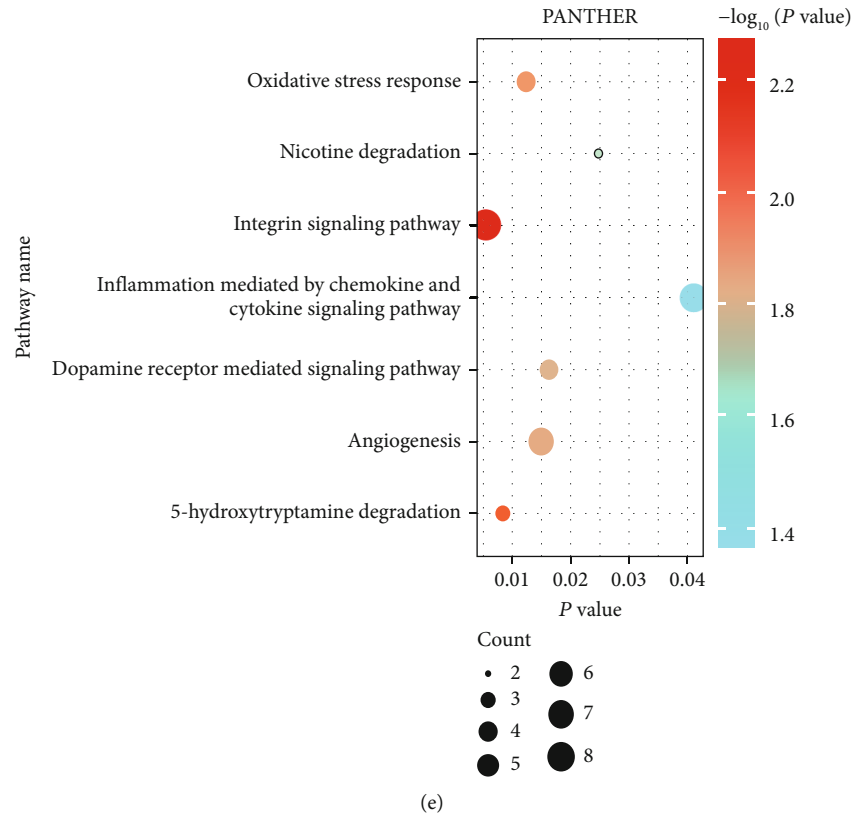 PANTHER
−log10 (P value)
Oxidative stress response
Nicotine degradation
Integrin signaling pathway
Inflammation mediated by chemokine and
cytokine signaling pathway
Dopamine receptor mediated signaling pathway
Angiogenesis
5-hydroxytryptamine degradation
Pathway name
2.2
2.0
1.8
1.6
1.4
0.01 0.02 0.03 0.04
P value
Count
2 6
3
4 7
5 8
(e)